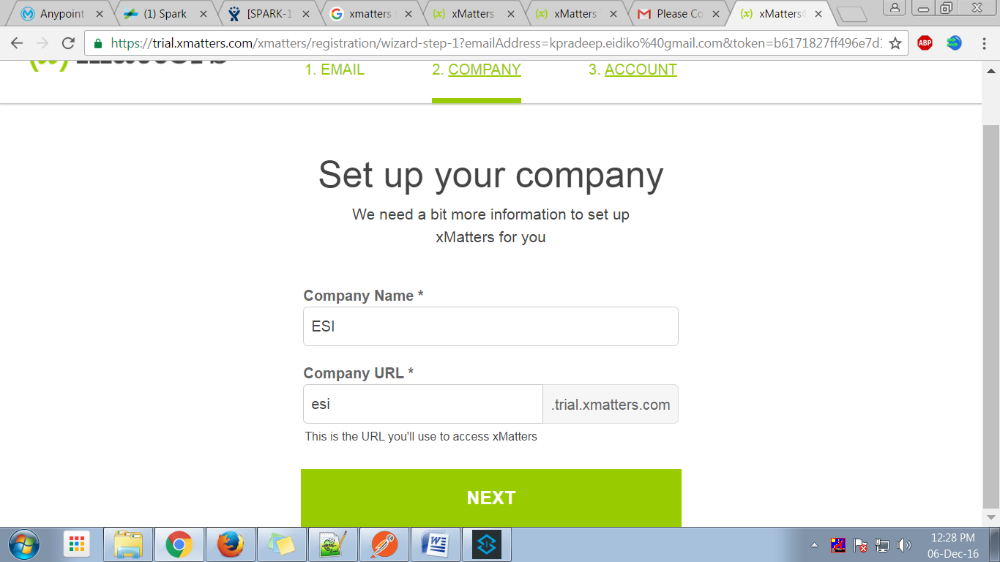 Anypoint
(1) Spark
[SPARK-1
xmatters
xMatters
xMatters
Please Co
xMatters
https://trial.xmatters.com/xmatters/registration/wizard-step-1?emailAddress=kpradeep.eidiko%40gmail.com&token=b6171827ff496e7d
ABP
1. EMAIL
2. COMPANY
3. ACCOUNT
Set up your company
We need a bit more information to set up
xMatters for you
Company Name *
ESI
Company URL *
esi
.trial.xmatters.com
This is the URL you'll use to access xMatters
NEXT
12:28 PM
06-Dec-16